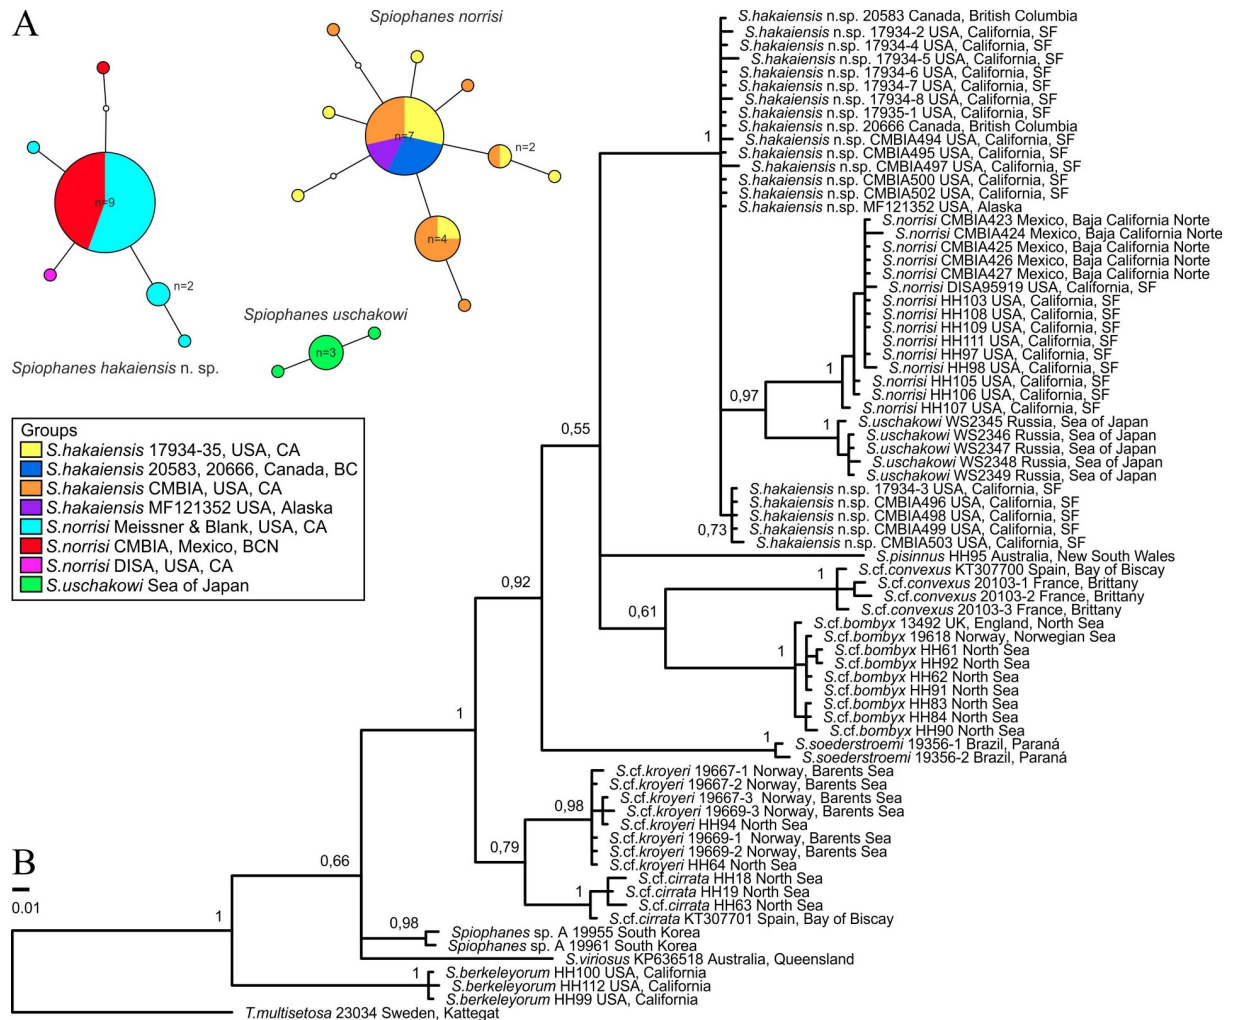 A
Spiophanes norrisi
n=7
n=2
n=4
n=9
n=2
Spiophanes uschakowi
n=3
Spiophanes hakaiensis n. sp.
Groups
S.hakaiensis 17934-35, USA, CA
S.hakaiensis 20583, 20666, Canada, BC
S.hakaiensis CMBIA, USA, CA
S.hakaiensis MF121352 USA, Alaska
S.norrisi Meissner & Blank, USA, CA
S.norrisi CMBIA, Mexico, BCN
S.norrisi DISA, USA, CA
S.uschakowi Sea of Japan
B
0.01
S.hakaiensis n.sp. 20583 Canada, British Columbia
S.hakaiensis n.sp. 17934-2 USA, California, SF
S.hakaiensis n.sp. 17934-4 USA, California, SF
S.hakaiensis n.sp. 17934-5 USA, California, SF
S.hakaiensis n.sp. 17934-6 USA, California, SF
S.hakaiensis n.sp. 17934-7 USA, California, SF
S.hakaiensis n.sp. 17934-8 USA, California, SF
S.hakaiensis n.sp. 17935-1 USA, California, SF
S.hakaiensis n.sp. 20666 Canada, British Columbia
1
S.hakaiensis n.sp. CMBIA494 USA, California, SF
S.hakaiensis n.sp. CMBIA495 USA, California, SF
S.hakaiensis n.sp. CMBIA497 USA, California, SF
S.hakaiensis n.sp. CMBIA500 USA, California, SF
S.hakaiensis n.sp. CMBIA502 USA, California, SF
S.hakaiensis n.sp. MF121352 USA, Alaska
S.norrisi CMBIA423 Mexico, Baja California Norte
S.norrisi CMBIA424 Mexico, Baja California Norte
S.norrisi CMBIA425 Mexico, Baja California Norte
S.norrisi CMBIA426 Mexico, Baja California Norte
S.norrisi CMBIA427 Mexico, Baja California Norte
S.norrisi DISA95919 USA, California, SF
S.norrisi HH103 USA, California, SF
S.norrisi HH108 USA, California, SF
S.norrisi HH109 USA, California, SF
S.norrisi HH111 USA, California, SF
S.norrisi HH97 USA, California, SF
1
S.norrisi HH98 USA, California, SF
S.norrisi HH105 USA, California, SF
0,97
S.norrisi HH106 USA, California, SF
S.norrisi HH107 USA, California, SF
1
S.uschakowi WS2345 Russia, Sea of Japan
0,55
S.uschakowi WS2346 Russia, Sea of Japan
S.uschakowi WS2347 Russia, Sea of Japan
S.uschakowi WS2348 Russia, Sea of Japan
S.uschakowi WS2349 Russia, Sea of Japan
S.hakaiensis n.sp. 17934-3 USA, California, SF
S.hakaiensis n.sp. CMBIA496 USA, California, SF
S.hakaiensis n.sp. CMBIA498 USA, California, SF
0,73
S.hakaiensis n.sp. CMBIA499 USA, California, SF
S.hakaiensis n.sp. CMBIA503 USA, California, SF
S.pisinnus HH95 Australia, New South Wales
1
S.cf.convexus KT307700 Spain, Bay of Biscay
0,92
S.cf.convexus 20103-1 France, Brittany
S.cf.convexus 20103-2 France, Brittany
0,61
S.cf.convexus 20103-3 France, Brittany
S.cf.bombyx 13492 UK, England, North Sea
S.cf.bombyx 19618 Norway, Norwegian Sea
1
S.cf.bombyx HH61 North Sea
S.cf.bombyx HH92 North Sea
S.cf.bombyx HH62 North Sea
S.cf.bombyx HH91 North Sea
S.cf.bombyx HH83 North Sea
1
S.cf.bombyx HH84 North Sea
S.cf.bombyx HH90 North Sea
1
S.soederstroemi 19356-1 Brazil, Paraná
S.soederstroemi 19356-2 Brazil, Paraná
S.cf.kroyeri 19667-1 Norway, Barents Sea
S.cf.kroyeri 19667-2 Norway, Barents Sea
S.cf.kroyeri 19667-3 Norway, Barents Sea
0,98
S.cf.kroyeri 19669-3 Norway, Barents Sea
S.cf.kroyeri HH94 North Sea
S.cf.kroyeri 19669-1 Norway, Barents Sea
0,79
S.cf.kroyeri 19669-2 Norway, Barents Sea
0,66
S.cf.kroyeri HH64 North Sea
S.cf.cirrata HH18 North Sea
1
S.cf.cirrata HH19 North Sea
S.cf.cirrata HH63 North Sea
1
S.cf.cirrata KT307701 Spain, Bay of Biscay
0,98
Spiophanes sp. A 19955 South Korea
Spiophanes sp. A 19961 South Korea
S.viriosus KP636518 Australia, Queensland
1
S.berkeleyorum HH100 USA, California
S.berkeleyorum HH112 USA, California
S.berkeleyorum HH99 USA, California
T.multisetosa 23034 Sweden, Kattegat